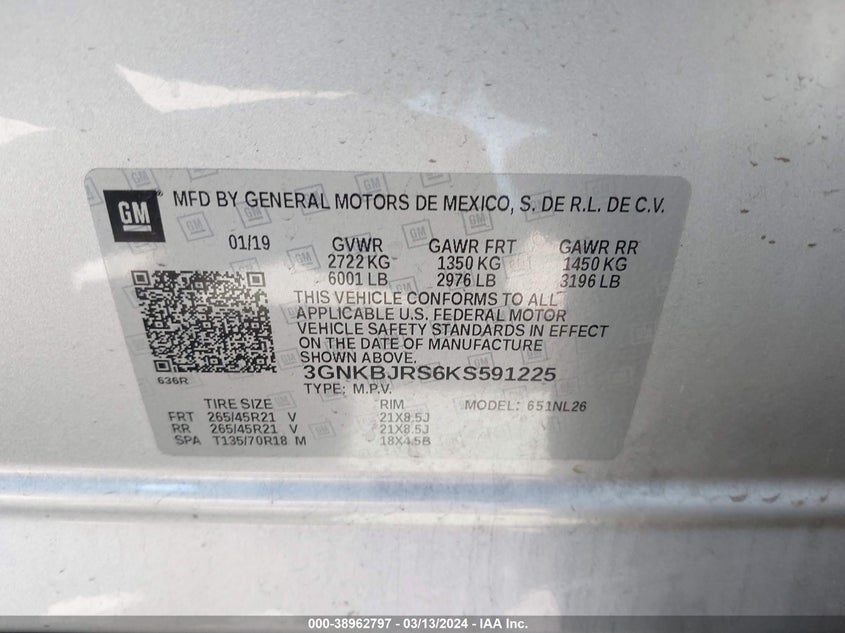 GM MFD BY GENERAL MOTORS DE MEXICO, S. DE R.L. DE C.V.
01/19 GVWR GAWR FRT GAWR RR
2722 KG 1350 KG 1450 KG
6001 LB 2976 LB 3196 LB
THIS VEHICLE CONFORMS TO ALL
APPLICABLE U.S. FEDERAL MOTOR
VEHICLE SAFETY STANDARDS IN EFFECT
ON THE DATE OF MANUFACTURE
SHOWN ABOVE.
636R
3GNKBJRS6KS591225
TYPE: M.P.V.
TIRE SIZE RIM MODEL: 651NL26
FRT 265/45R21 V 21X8.5J
RR 265/45R21 V 21X8.5J
SPA T135/70R18 M 18X4.5B
000-38962797 - 03/13/2024 - IAA Inc.